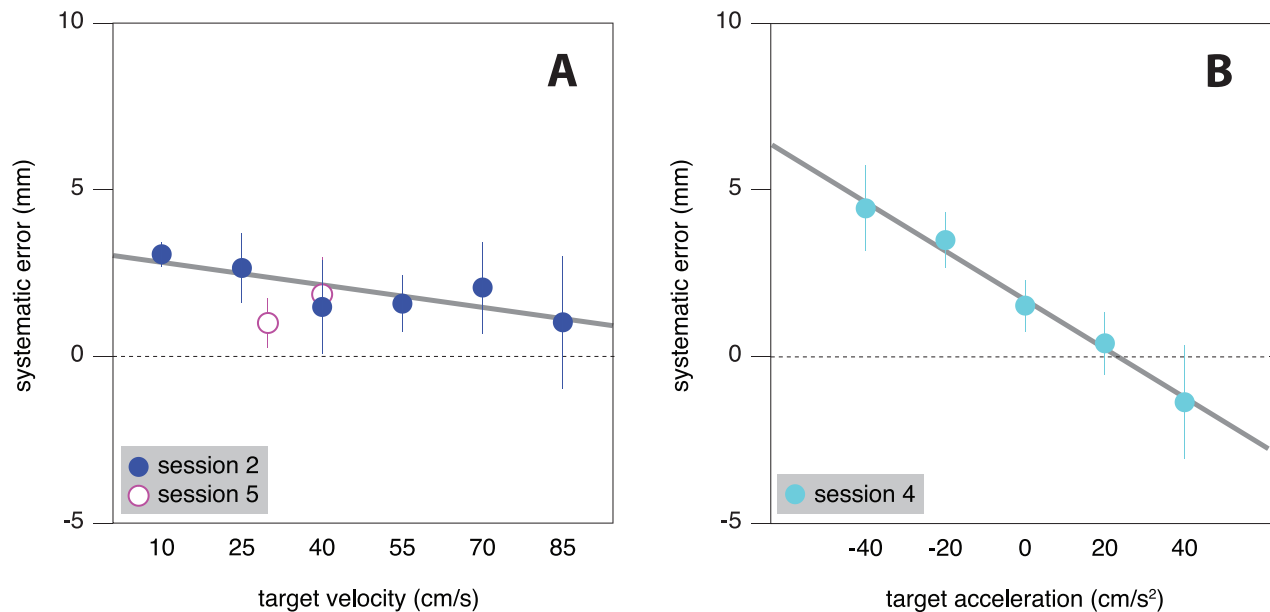 A
10
5
0
-5
systematic error (mm)
session 2
session 5
10 25 40 55 70 85
target velocity (cm/s)
B
10
5
0
-5
systematic error (mm)
session 4
-40 -20 0 20 40
target acceleration (cm/s²)